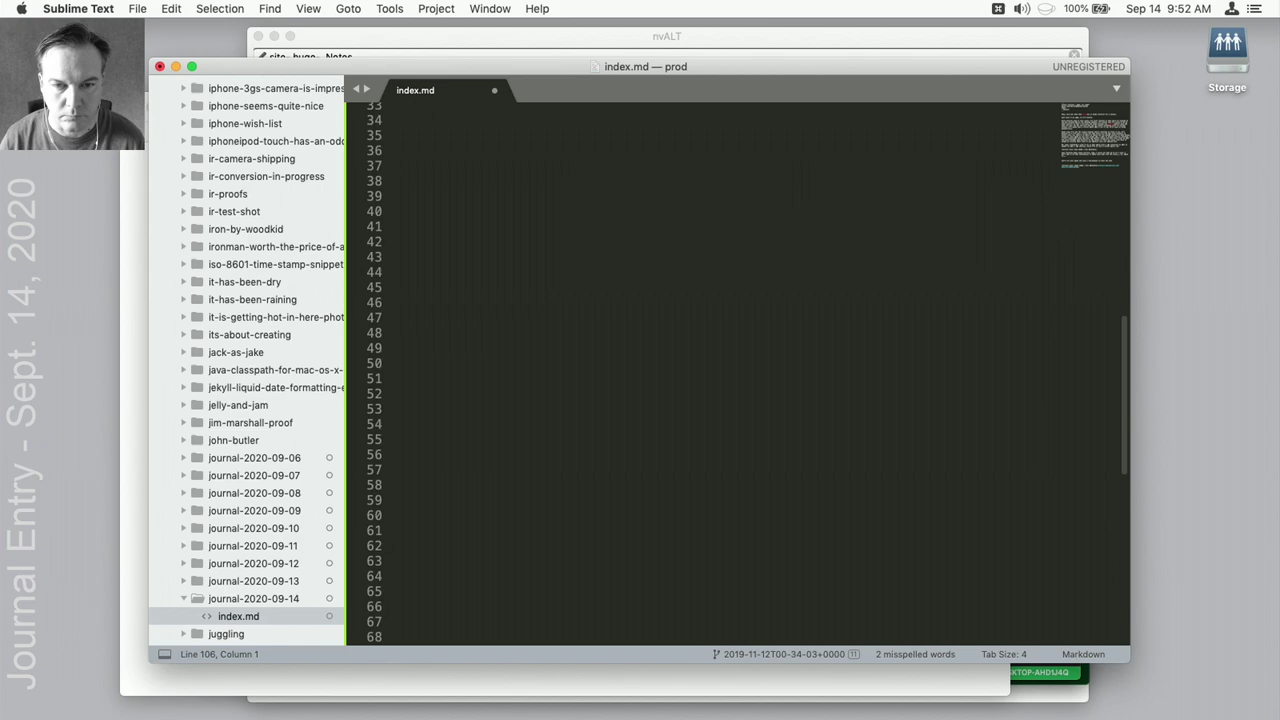 Sublime Text File Edit Selection Find View Goto Tools Project Window Help 100% Sep 14 9:52 AM
nvALT
Storage
index.md — prod
UNREGISTERED
index.md
iphone-3gs-camera-is-impres
iphone-seems-quite-nice
iphone-wish-list
iphoneipod-touch-has-an-odd
ir-camera-shipping
ir-conversion-in-progress
ir-proofs
ir-test-shot
iron-by-woodkid
ironman-worth-the-price-of-a
iso-8601-time-stamp-snippet
it-has-been-dry
it-has-been-raining
it-is-getting-hot-in-here-phot
its-about-creating
jack-as-jake
java-classpath-for-mac-os-x-
jekyll-liquid-date-formatting-e
jelly-and-jam
jim-marshall-proof
john-butler
journal-2020-09-06
journal-2020-09-07
journal-2020-09-08
journal-2020-09-09
journal-2020-09-10
journal-2020-09-11
journal-2020-09-12
journal-2020-09-13
journal-2020-09-14
index.md
juggling
33
34
35
36
37
38
39
40
41
42
43
44
45
46
47
48
49
50
51
52
53
54
55
56
57
58
59
60
61
62
63
64
65
66
67
68
Line 106, Column 1
2019-11-12T00-34-03+0000 11
2 misspelled words
Tab Size: 4
Markdown
SKTOP-AHD1J4Q
Journal Entry - Sept. 14, 2020